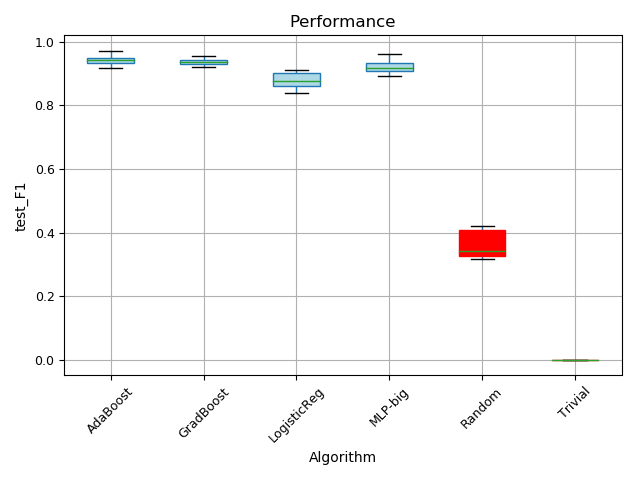 Performance
1.0
0.8
0.6
0.4
0.2
0.0
test_F1
AdaBoost
GradBoost
LogisticReg
MLP-big
Random
Trivial
Algorithm